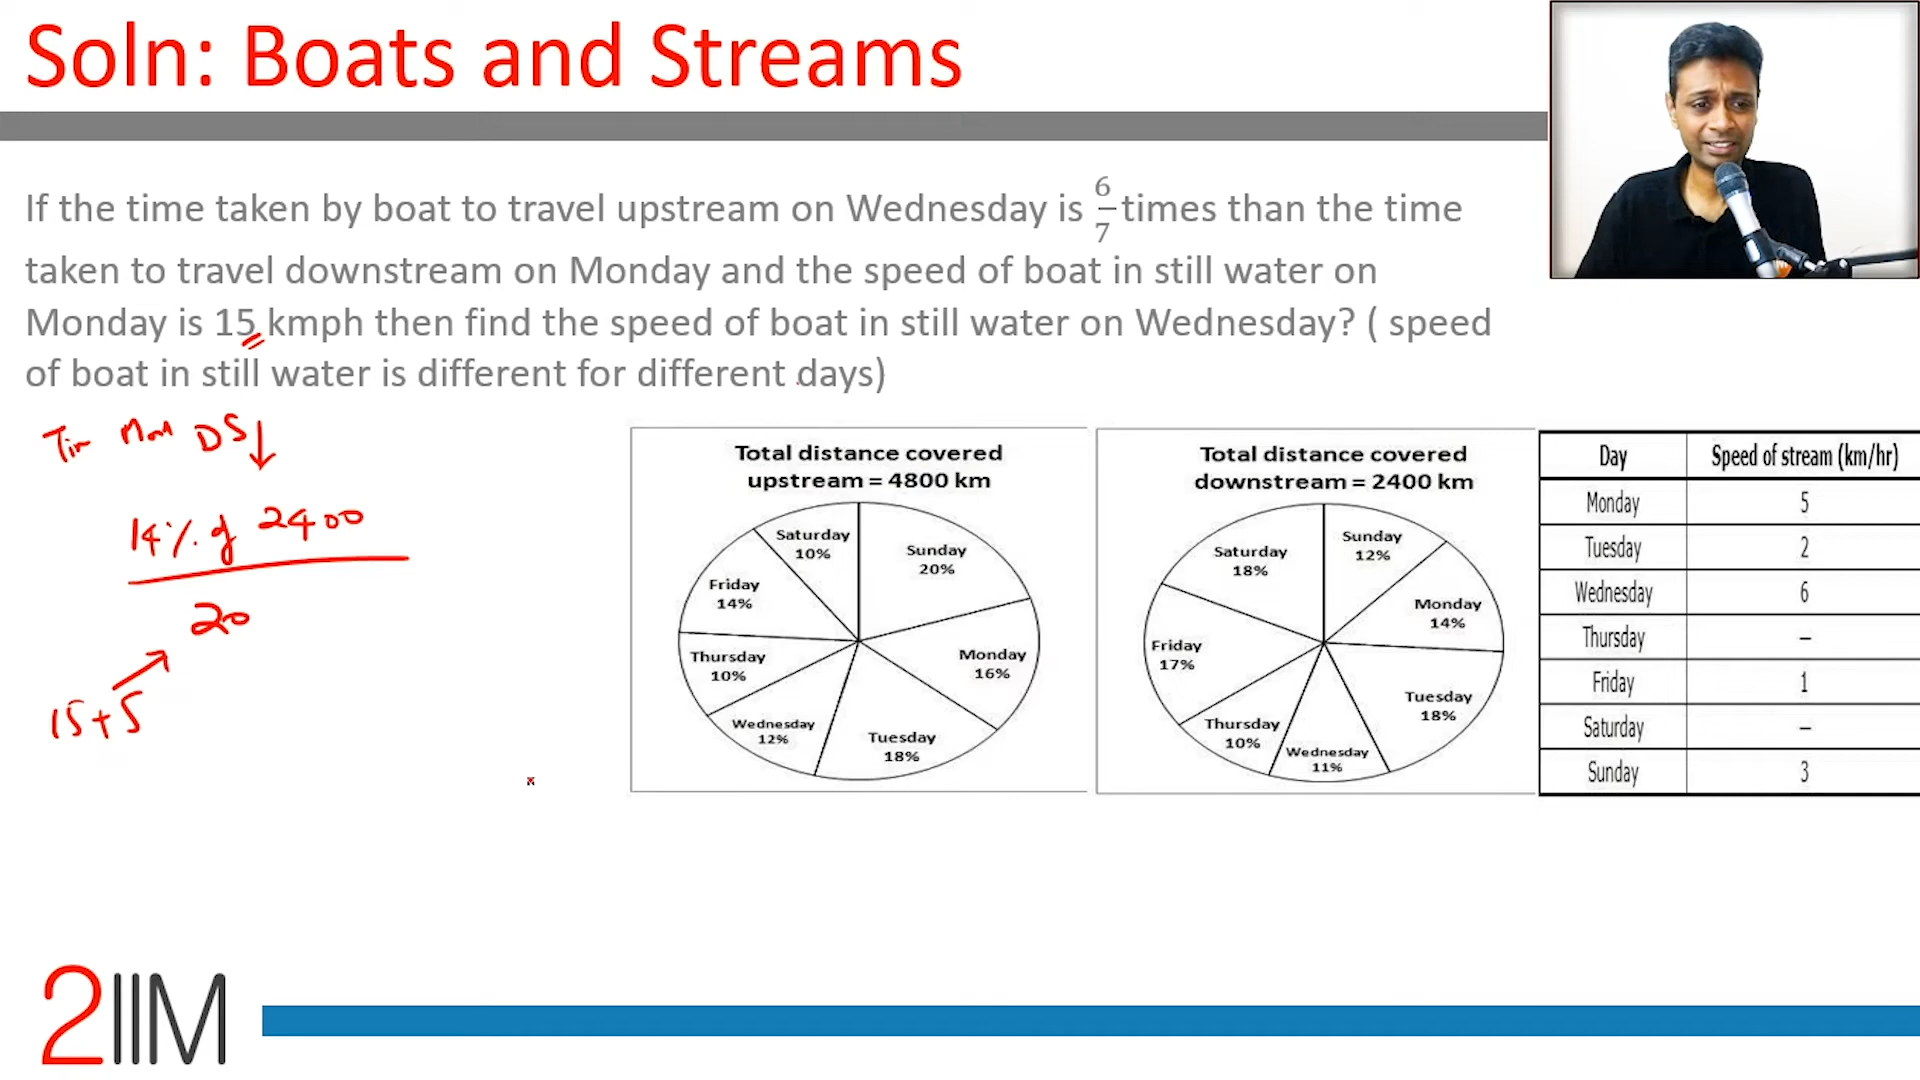 Soln: Boats and Streams
If the time taken by boat to travel upstream on Wednesday is 6/7 times than the time
taken to travel downstream on Monday and the speed of boat in still water on
Monday is 15 kmph then find the speed of boat in still water on Wednesday? ( speed
of boat in still water is different for different days)
Tim Mon DS ↓
14% of 2400
20
15+5
Total distance covered
upstream = 4800 km
Saturday
10%
Sunday
20%
Friday
14%
Thursday
10%
Monday
16%
Wednesday
12%
Tuesday
18%
Total distance covered
downstream = 2400 km
Sunday
12%
Saturday
18%
Monday
14%
Friday
17%
Tuesday
18%
Thursday
10%
Wednesday
11%
Day Speed of stream (km/hr)
Monday 5
Tuesday 2
Wednesday 6
Thursday –
Friday 1
Saturday –
Sunday 3
2IIM